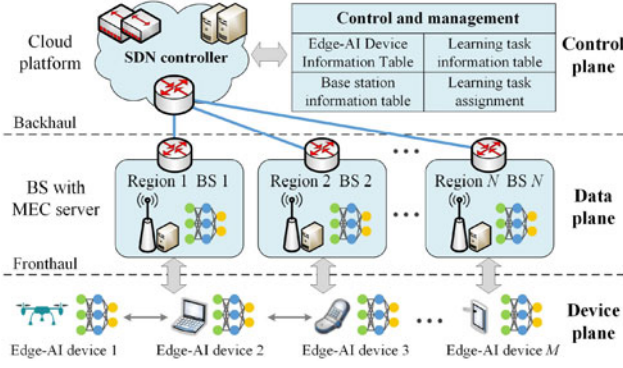 Cloud
platform
SDN controller
Control and management
Edge-AI Device
Information Table
Learning task
information table
Base station
information table
Learning task
assignment
Control
plane
Backhaul
BS with
MEC server
Region 1 BS 1
Region 2 BS 2
Region N BS N
Data
plane
Fronthaul
Edge-AI device 1
Edge-AI device 2
Edge-AI device 3
Edge-AI device M
Device
plane